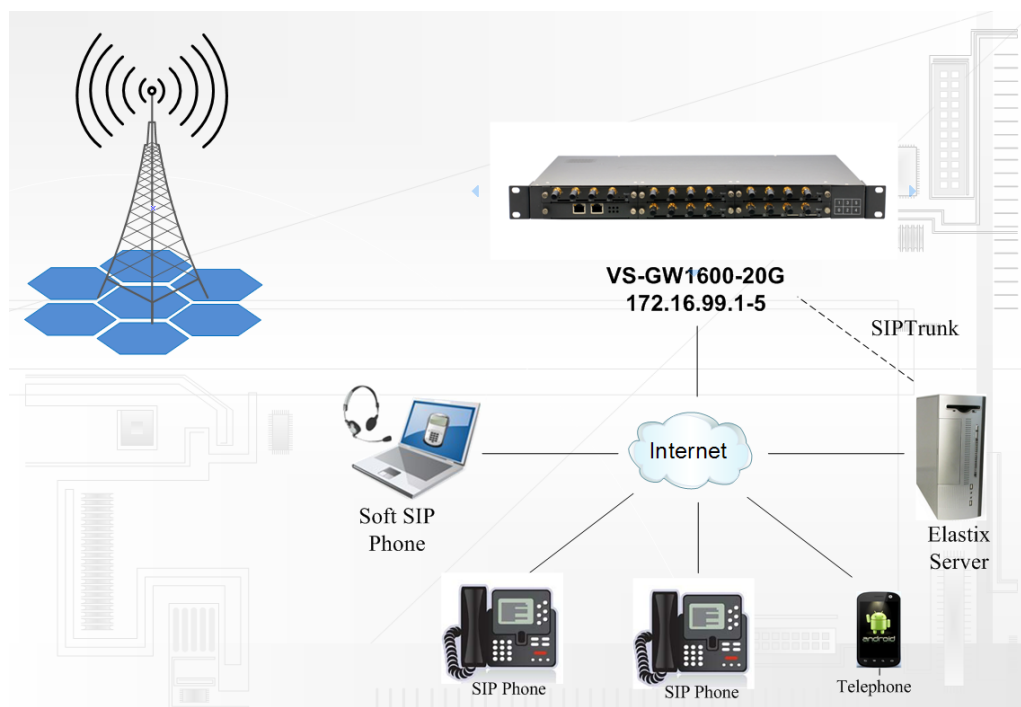 VS-GW1600-20G
172.16.99.1-5
SIPTrunk
Internet
Soft SIP
Phone
Elastix
Server
android
SIP Phone
SIP Phone
Telephone